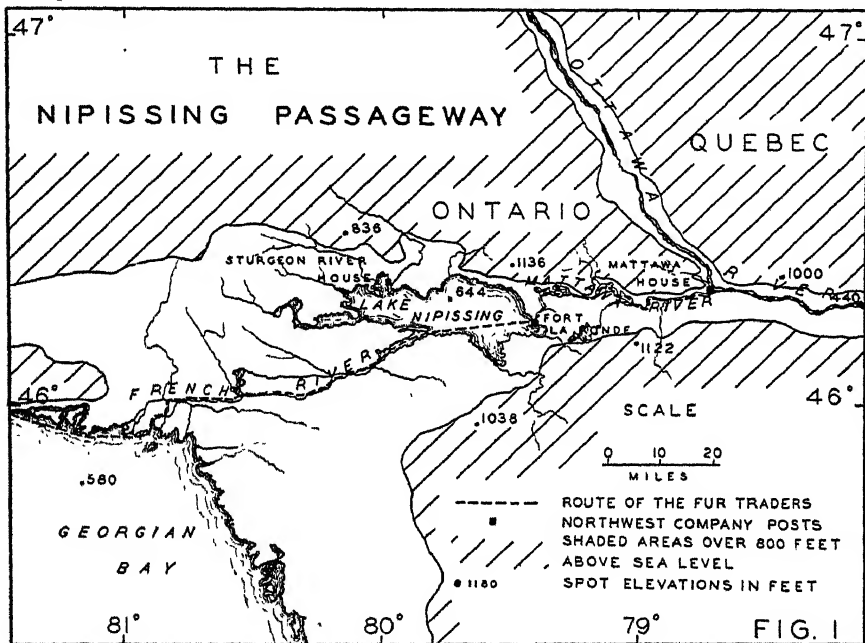 47° 47°
THE
NIPISSING PASSAGEWAY
OTTAWA
QUEBEC
ONTARIO
.836
.1136
MATTAWA
HOUSE
RIVER
.1000
STURGEON RIVER
HOUSE
MATTAWA
RIVER
440
LAKE
.644
NIPISSING
FORT
LA RONDE
.1122
FRENCH RIVER
46° 46°
.1038
SCALE
0 10 20
MILES
.580
GEORGIAN
BAY
ROUTE OF THE FUR TRADERS
NORTHWEST COMPANY POSTS
SHADED AREAS OVER 800 FEET
ABOVE SEA LEVEL
•1180 SPOT ELEVATIONS IN FEET
81° 80° 79° FIG. 1